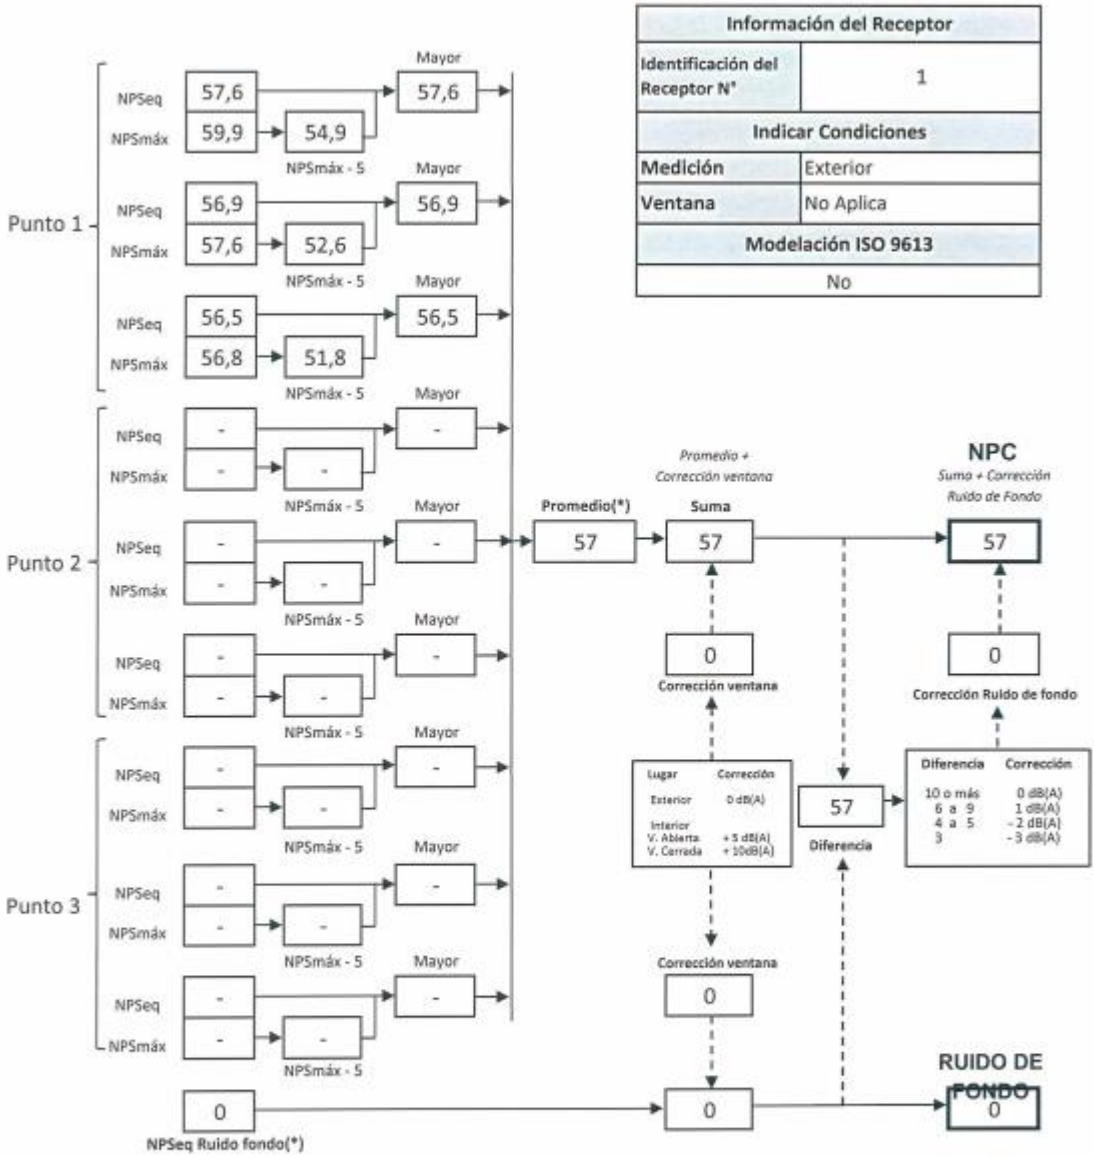 Información del Receptor
Identificación del
Receptor N°
1
Indicar Condiciones
Medición
Exterior
Ventana
No Aplica
Modelación ISO 9613
No
Punto 1
Mayor
NPSeq
57,6
57,6
NPSmáx
59,9
54,9
NPSmáx - 5
Mayor
NPSeq
56,9
56,9
NPSmáx
57,6
52,6
NPSmáx - 5
Mayor
NPSeq
56,5
56,5
NPSmáx
56,8
51,8
NPSmáx - 5
Punto 2
Mayor
NPSeq
-
-
NPSmáx
-
-
NPSmáx - 5
Mayor
NPSeq
-
-
NPSmáx
-
-
NPSmáx - 5
Mayor
NPSeq
-
-
NPSmáx
-
-
NPSmáx - 5
Punto 3
Mayor
NPSeq
-
-
NPSmáx
-
-
NPSmáx - 5
Mayor
NPSeq
-
-
NPSmáx
-
-
NPSmáx - 5
Mayor
NPSeq
-
-
NPSmáx
-
-
NPSmáx - 5
Promedio(*)
57
Promedio +
Corrección ventana
Suma
57
NPC
Suma + Corrección
Ruido de Fondo
57
0
Corrección ventana
0
Corrección Ruido de fondo
Lugar Corrección
Exterior 0 dB(A)
Interior
V. Abierta + 5 dB(A)
V. Cerrada + 10dB(A)
57
Diferencia
Diferencia Corrección
10 o más 0 dB(A)
6 a 9 1 dB(A)
4 a 5 - 2 dB(A)
3 - 3 dB(A)
Corrección ventana
0
0
NPSeq Ruido fondo(*)
0
RUIDO DE
FONDO
0